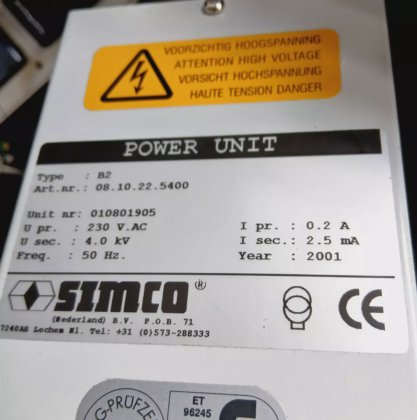 VOORZICHTIG HOOGSPANNING
ATTENTION HIGH VOLTAGE
VORSICHT HOCHSPANNUNG
HAUTE TENSION DANGER
POWER UNIT
Type : B2
Art.nr.: 08.10.22.5400
Unit nr: 010801905
U pr. : 230 V.AC I pr. : 0.2 A
U sec. : 4.0 kV I sec.: 2.5 mA
Freq. : 50 Hz. Year : 2001
SIMCO® CE
(Nederland) B.V. P.O.B. 71
7240AB Lochem Nl. Tel: +31 (0)573-288333
G-PRÜFZE ET
96245